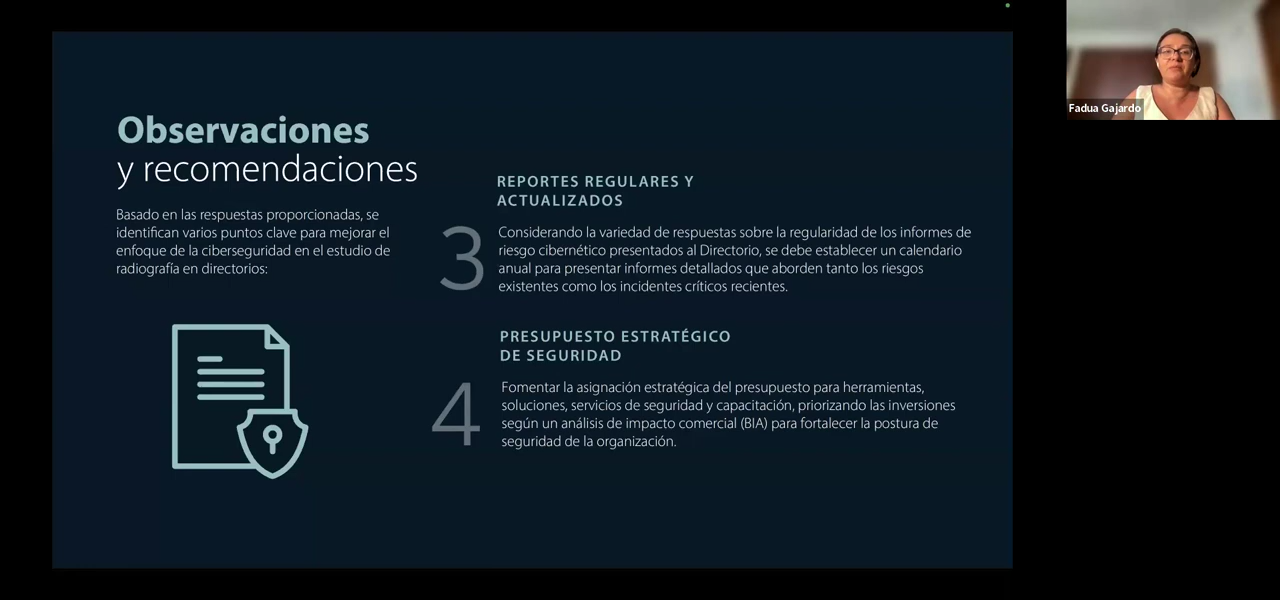 Observaciones
y recomendaciones
Basado en las respuestas proporcionadas, se
identifican varios puntos clave para mejorar el
enfoque de la ciberseguridad en el estudio de
radiografía en directorios:
3
REPORTES REGULARES Y
ACTUALIZADOS
Considerando la variedad de respuestas sobre la regularidad de los informes de
riesgo cibernético presentados al Directorio, se debe establecer un calendario
anual para presentar informes detallados que aborden tanto los riesgos
existentes como los incidentes críticos recientes.
4
PRESUPUESTO ESTRATÉGICO
DE SEGURIDAD
Fomentar la asignación estratégica del presupuesto para herramientas,
soluciones, servicios de seguridad y capacitación, priorizando las inversiones
según un análisis de impacto comercial (BIA) para fortalecer la postura de
seguridad de la organización.
Fadua Gajardo